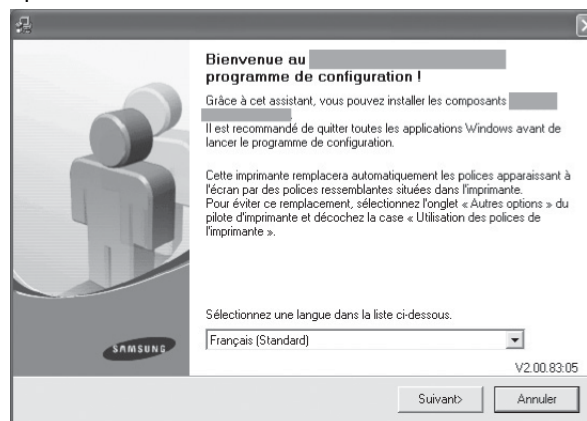 Bienvenue au
programme de configuration !
Grâce à cet assistant, vous pouvez installer les composants
Il est recommandé de quitter toutes les applications Windows avant de
lancer le programme de configuration.
Cette imprimante remplacera automatiquement les polices apparaissant à
l'écran par des polices ressemblantes situées dans l'imprimante.
Pour éviter ce remplacement, sélectionnez l'onglet « Autres options » du
pilote d'imprimante et décochez la case « Utilisation des polices de
l'imprimante ».
Sélectionnez une langue dans la liste ci-dessous.
Français (Standard)
SAMSUNG
V2.00.83:05
Suivant>
Annuler